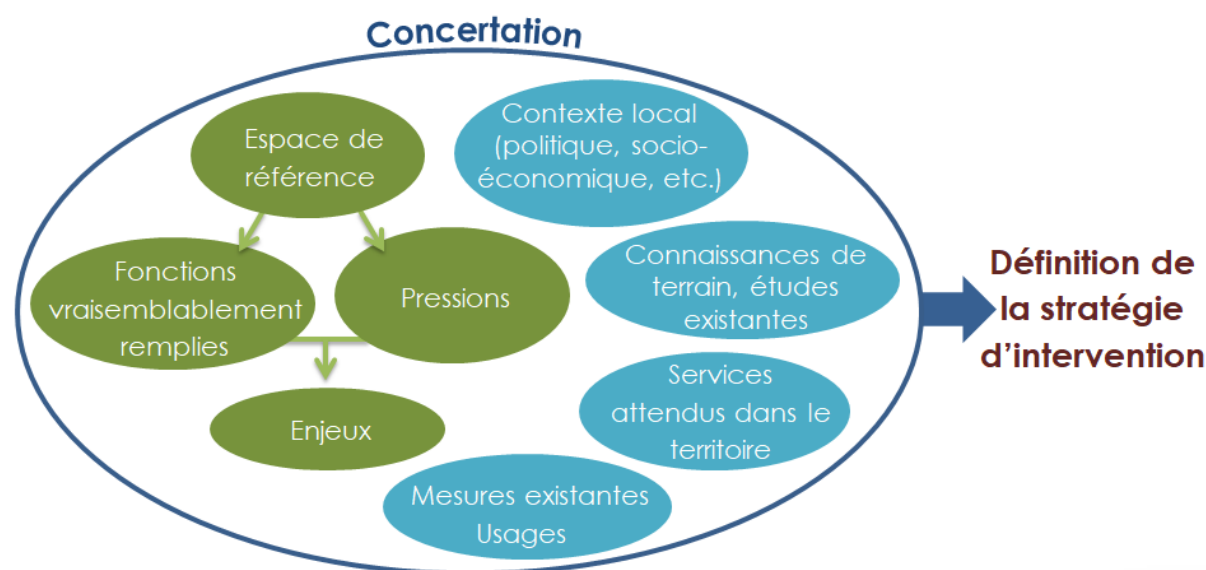 Concertation
Espace de
référence
Contexte local
(politique, socio-
économique, etc.)
Fonctions
vraisemblablement
remplies
Pressions
Connaissances de
terrain, études
existantes
Enjeux
Services
attendus dans le
territoire
Mesures existantes
Usages
Définition de
la stratégie
d’intervention